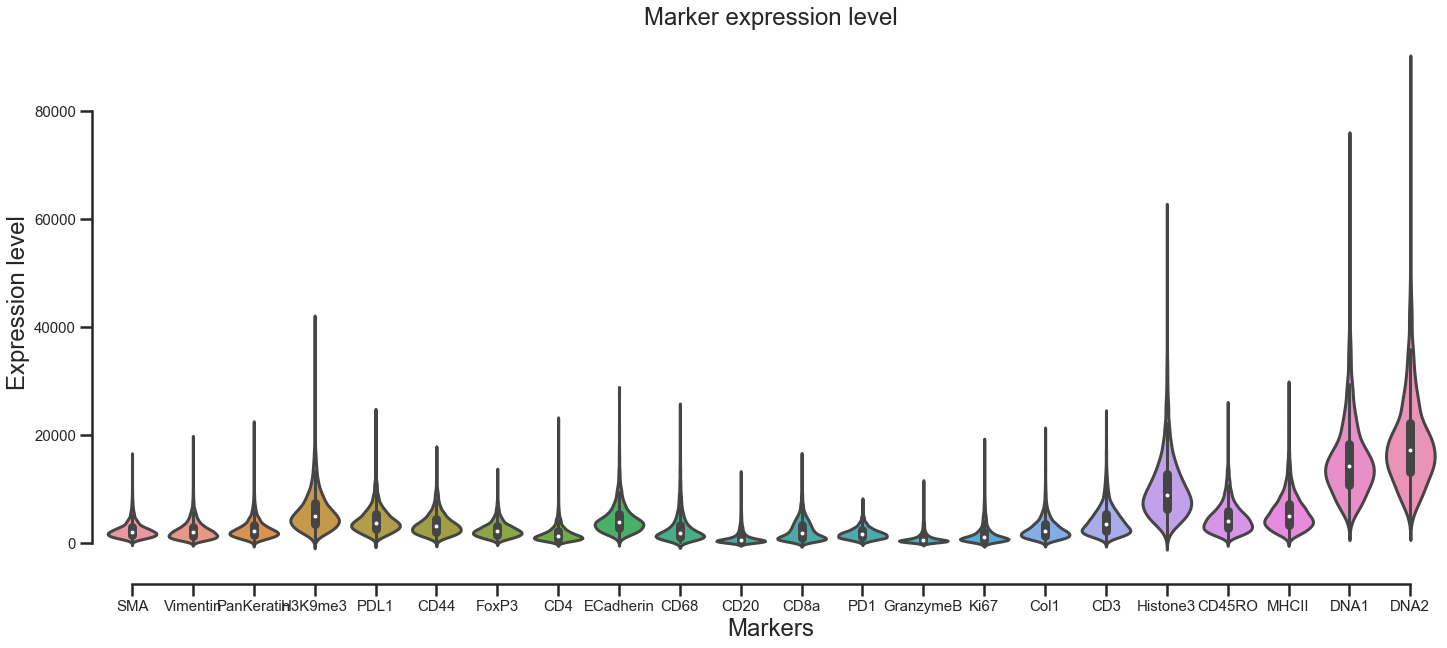 Marker expression level
Expression level
80000
60000
40000
20000
0
SMA Vimentin PanKeratin H3K9me3 PDL1 CD44 FoxP3 CD4 ECadherin CD68 CD20 CD8a PD1 GranzymeB Ki67 Col1 CD3 Histone3 CD45RO MHCII DNA1 DNA2
Markers